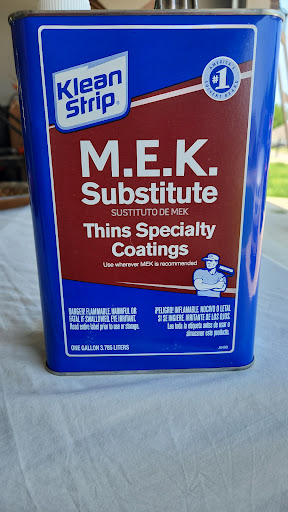 Klean
Strip®
AMERICA'S
#1
M.E.K.
Substitute
SUSTITUTO DE MEK
Thins Specialty
Coatings
Use wherever MEK is recommended
DANGER! FLAMMABLE. HARMFUL OR
FATAL IF SWALLOWED. EYE IRRITANT.
Read entire label prior to use or storage.
¡PELIGRO! INFLAMABLE, NOCIVO O LETAL
SI SE INGIERE. IRRITANTE DE LOS OJOS.
Lea toda la etiqueta antes de usar o
almacenar este producto.
ONE GALLON 3.785 LITERS